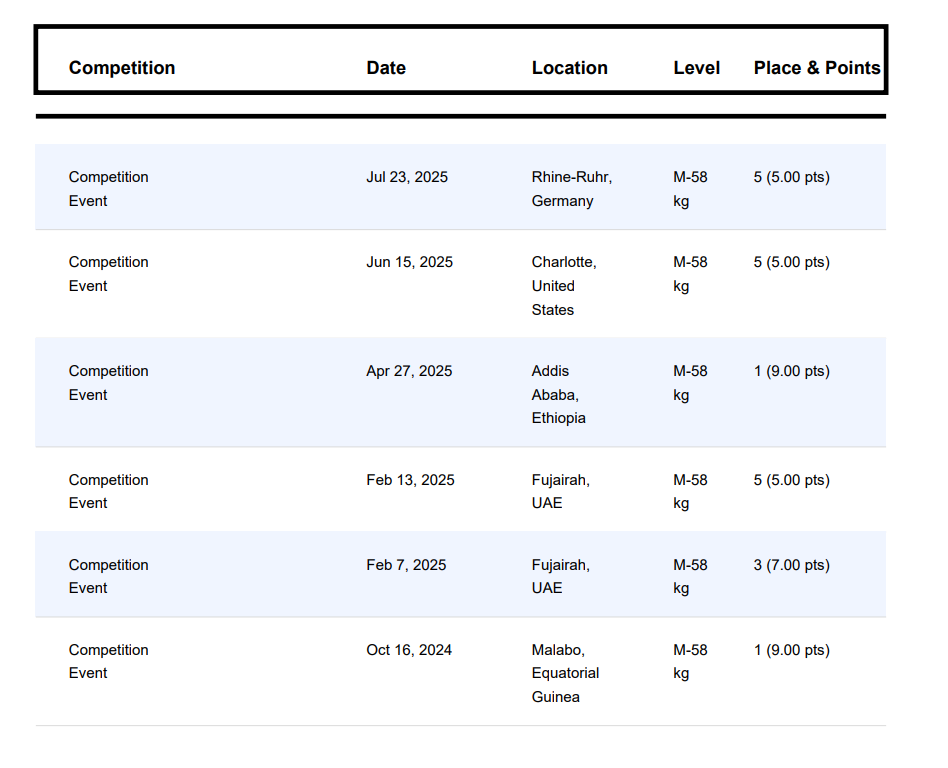 Competition Date Location Level Place & Points
Competition Jul 23, 2025 Rhine-Ruhr, M-58 5 (5.00 pts)
Event Germany kg
Competition Jun 15, 2025 Charlotte, M-58 5 (5.00 pts)
Event United kg
States
Competition Apr 27, 2025 Addis M-58 1 (9.00 pts)
Event Ababa, kg
Ethiopia
Competition Feb 13, 2025 Fujairah, M-58 5 (5.00 pts)
Event UAE kg
Competition Feb 7, 2025 Fujairah, M-58 3 (7.00 pts)
Event UAE kg
Competition Oct 16, 2024 Malabo, M-58 1 (9.00 pts)
Event Equatorial kg
Guinea